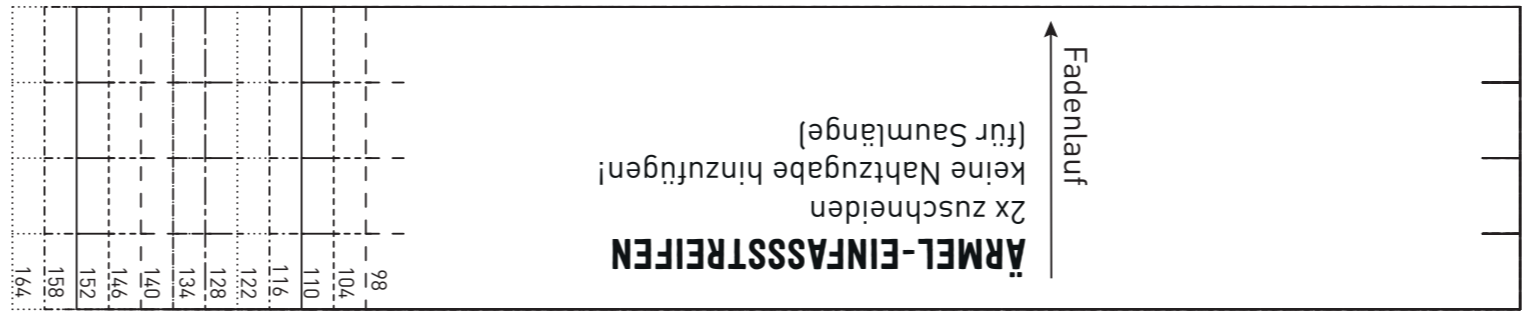 ÄRMEL-EINFASSSTREIFEN
2x zuschneiden
keine Nahtzugabe hinzufügen!
(für Saumlänge)
Fadenlauf
98
104
110
116
122
128
134
140
146
152
158
164